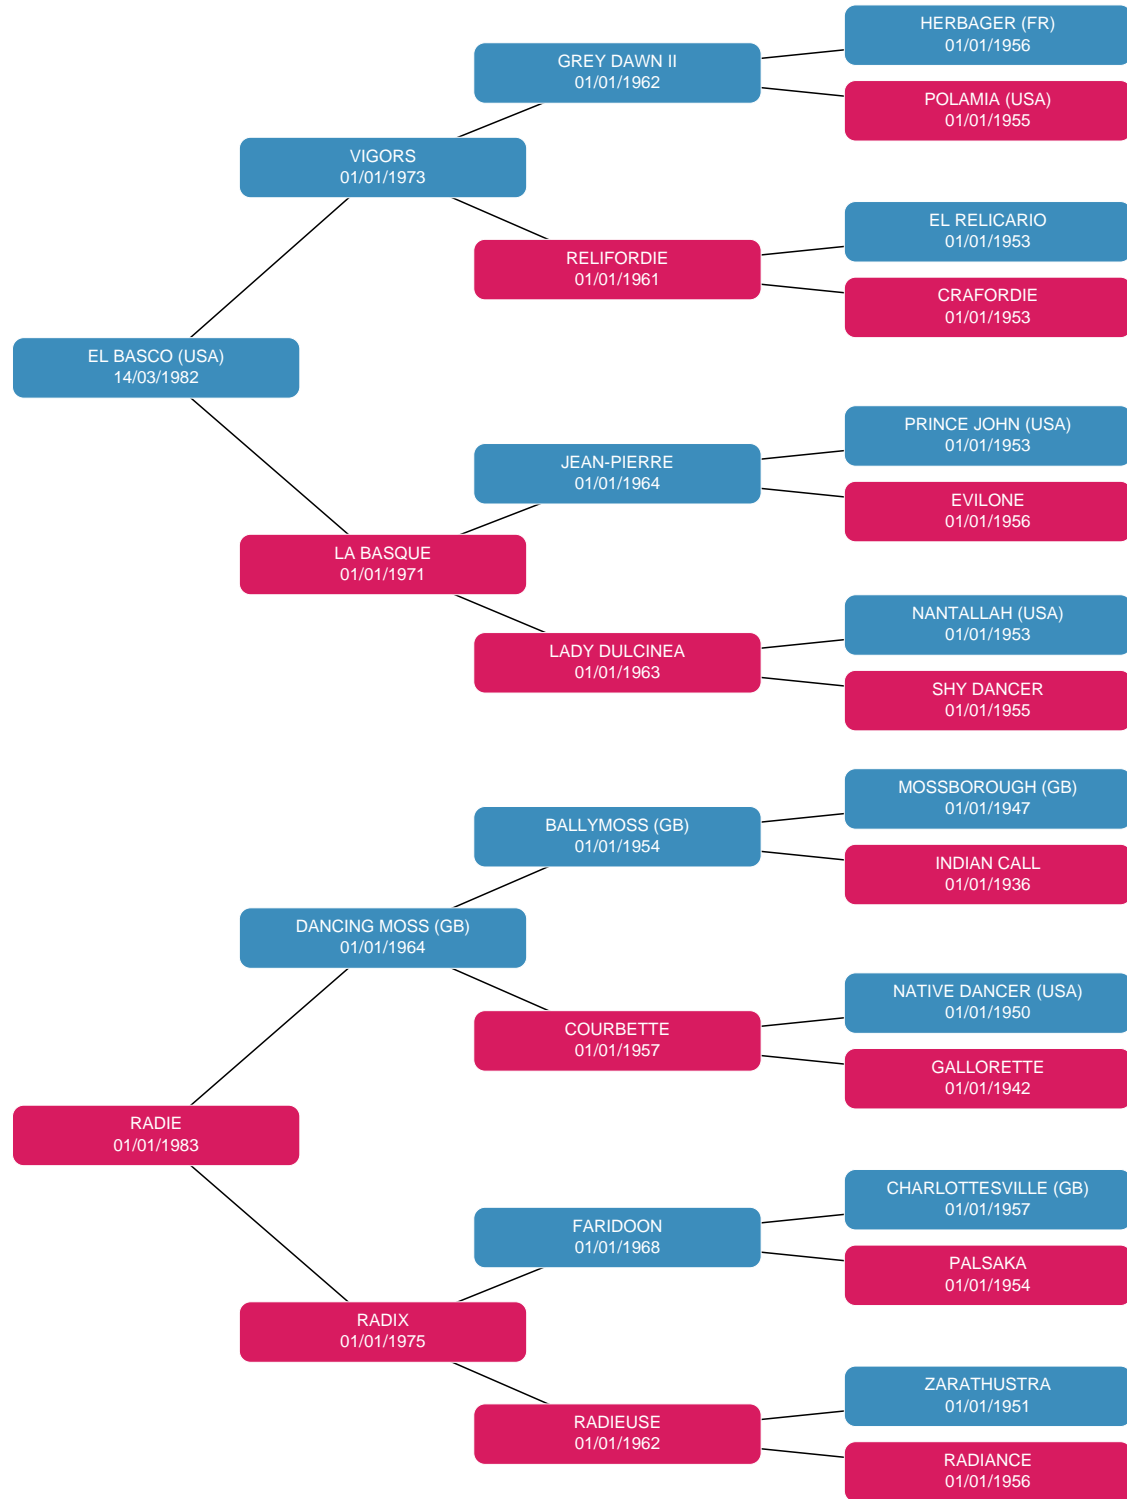 HERBAGER (FR)
01/01/1956
GREY DAWN II
01/01/1962
POLAMIA (USA)
01/01/1955
VIGORS
01/01/1973
EL RELICARIO
01/01/1953
RELIFORDIE
01/01/1961
CRAFORDIE
01/01/1953
EL BASCO (USA)
14/03/1982
PRINCE JOHN (USA)
01/01/1953
JEAN-PIERRE
01/01/1964
EVILONE
01/01/1956
LA BASQUE
01/01/1971
NANTALLAH (USA)
01/01/1953
LADY DULCINEA
01/01/1963
SHY DANCER
01/01/1955
MOSSBOROUGH (GB)
01/01/1947
BALLYMOSS (GB)
01/01/1954
INDIAN CALL
01/01/1936
DANCING MOSS (GB)
01/01/1964
NATIVE DANCER (USA)
01/01/1950
COURBETTE
01/01/1957
GALLORETTE
01/01/1942
RADIE
01/01/1983
CHARLOTTESVILLE (GB)
01/01/1957
FARIDOON
01/01/1968
PALSAKA
01/01/1954
RADIX
01/01/1975
ZARATHUSTRA
01/01/1951
RADIEUSE
01/01/1962
RADIANCE
01/01/1956